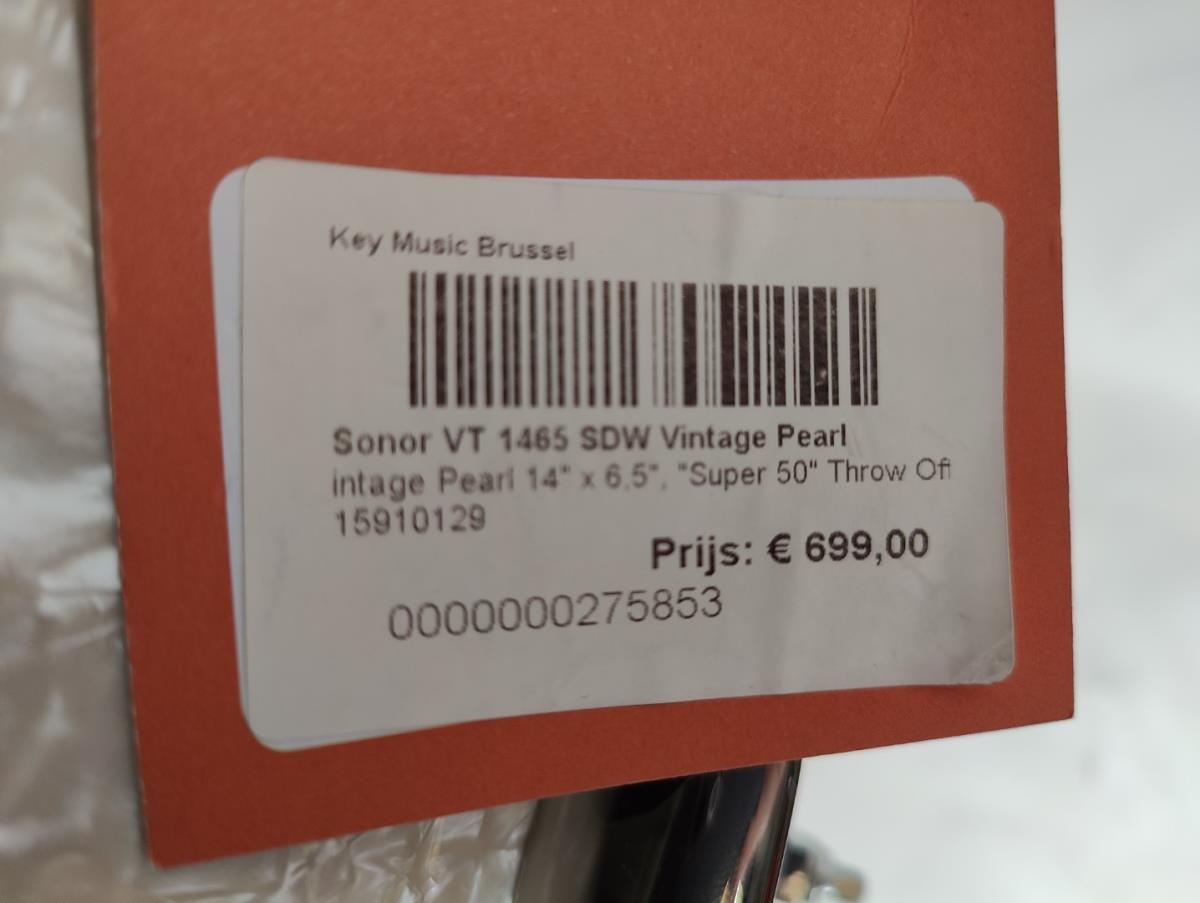 Key Music Brussel
Sonor VT 1465 SDW Vintage Pearl
intage Pearl 14" x 6,5", "Super 50" Throw Off
15910129
Prijs: € 699,00
0000000275853